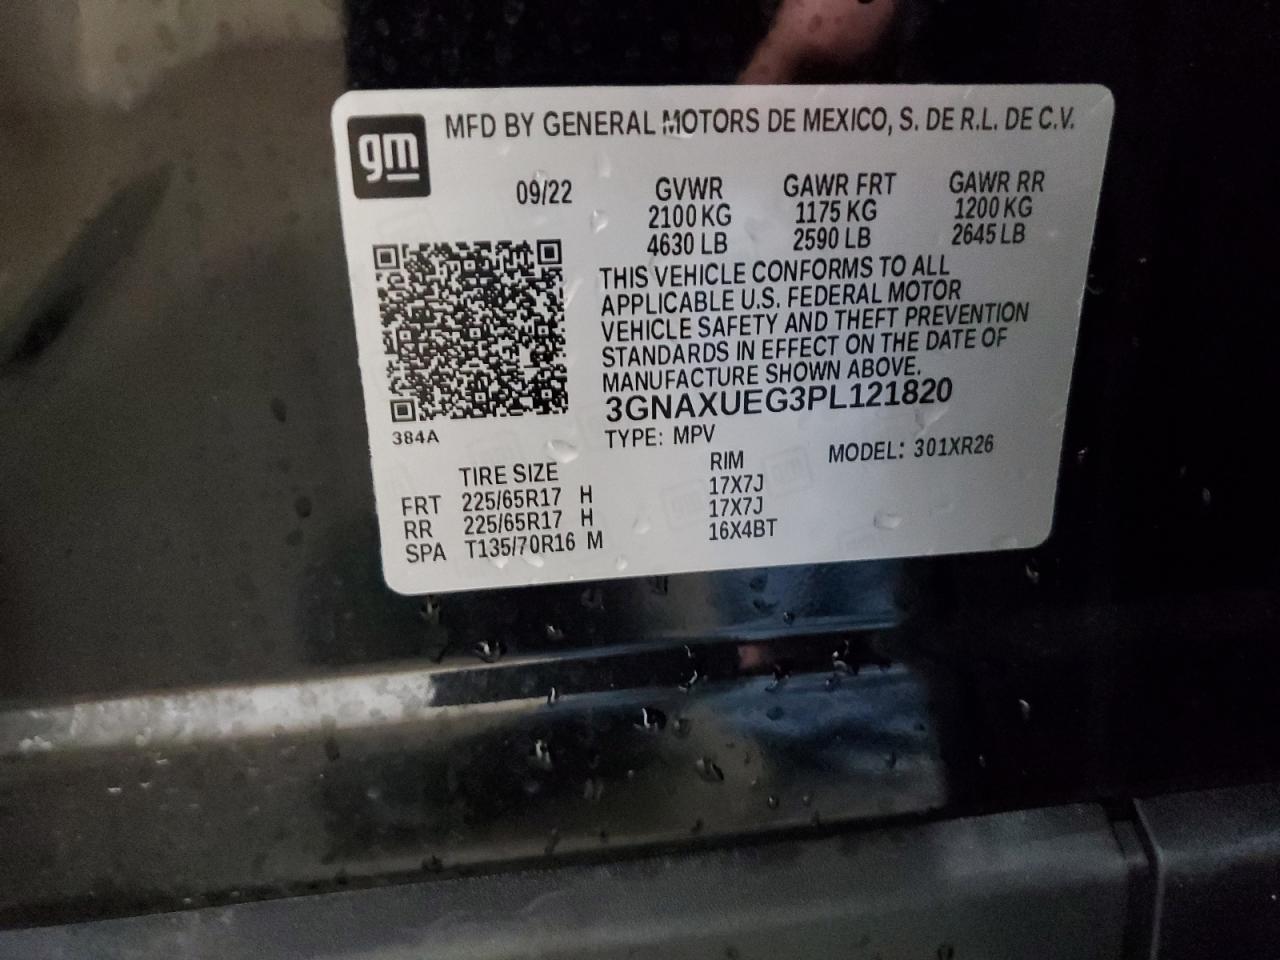 gm
MFD BY GENERAL MOTORS DE MEXICO, S. DE R.L. DE C.V.
09/22 GVWR GAWR FRT GAWR RR
2100 KG 1175 KG 1200 KG
4630 LB 2590 LB 2645 LB
THIS VEHICLE CONFORMS TO ALL
APPLICABLE U.S. FEDERAL MOTOR
VEHICLE SAFETY AND THEFT PREVENTION
STANDARDS IN EFFECT ON THE DATE OF
MANUFACTURE SHOWN ABOVE.
3GNAXUEG3PL121820
384A
TYPE: MPV MODEL: 301XR26
TIRE SIZE RIM
FRT 225/65R17 H 17X7J
RR 225/65R17 H 17X7J
SPA T135/70R16 M 16X4BT